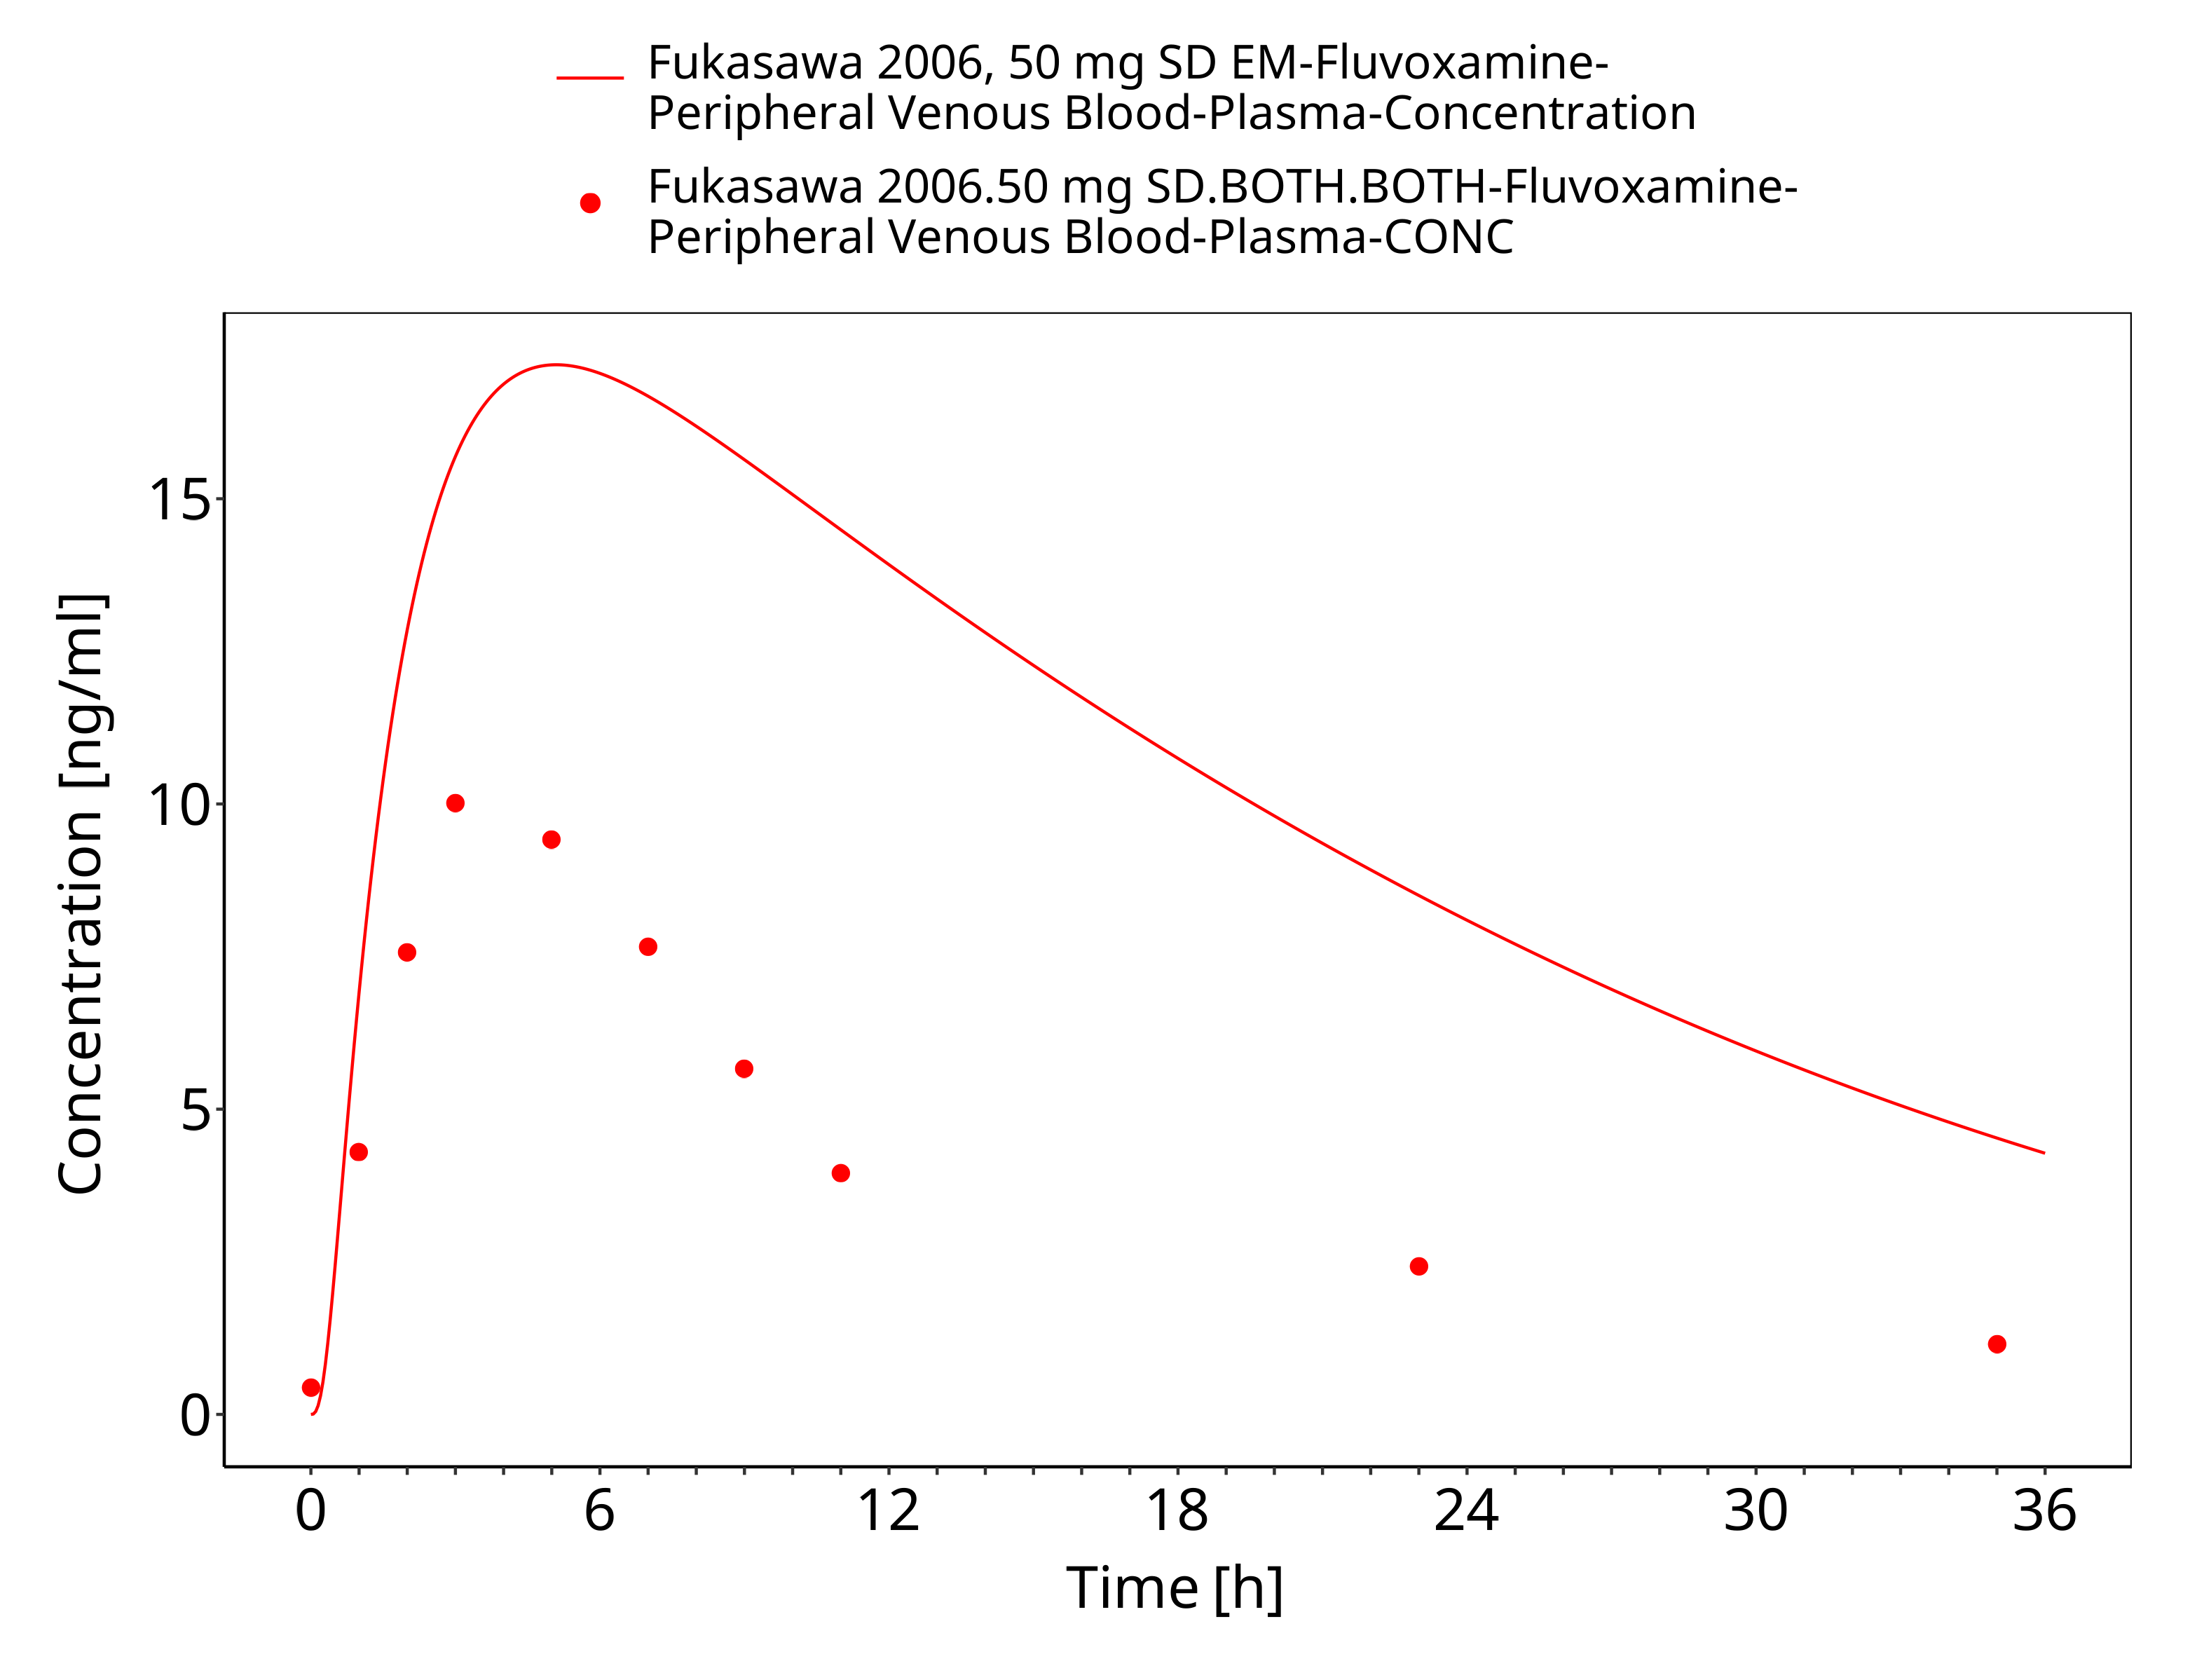 Fukasawa 2006, 50 mg SD EM-Fluvoxamine-
Peripheral Venous Blood-Plasma-Concentration
Fukasawa 2006.50 mg SD.BOTH.BOTH-Fluvoxamine-
Peripheral Venous Blood-Plasma-CONC
Concentration [ng/ml]
15
10
5
0
0 6 12 18 24 30 36
Time [h]